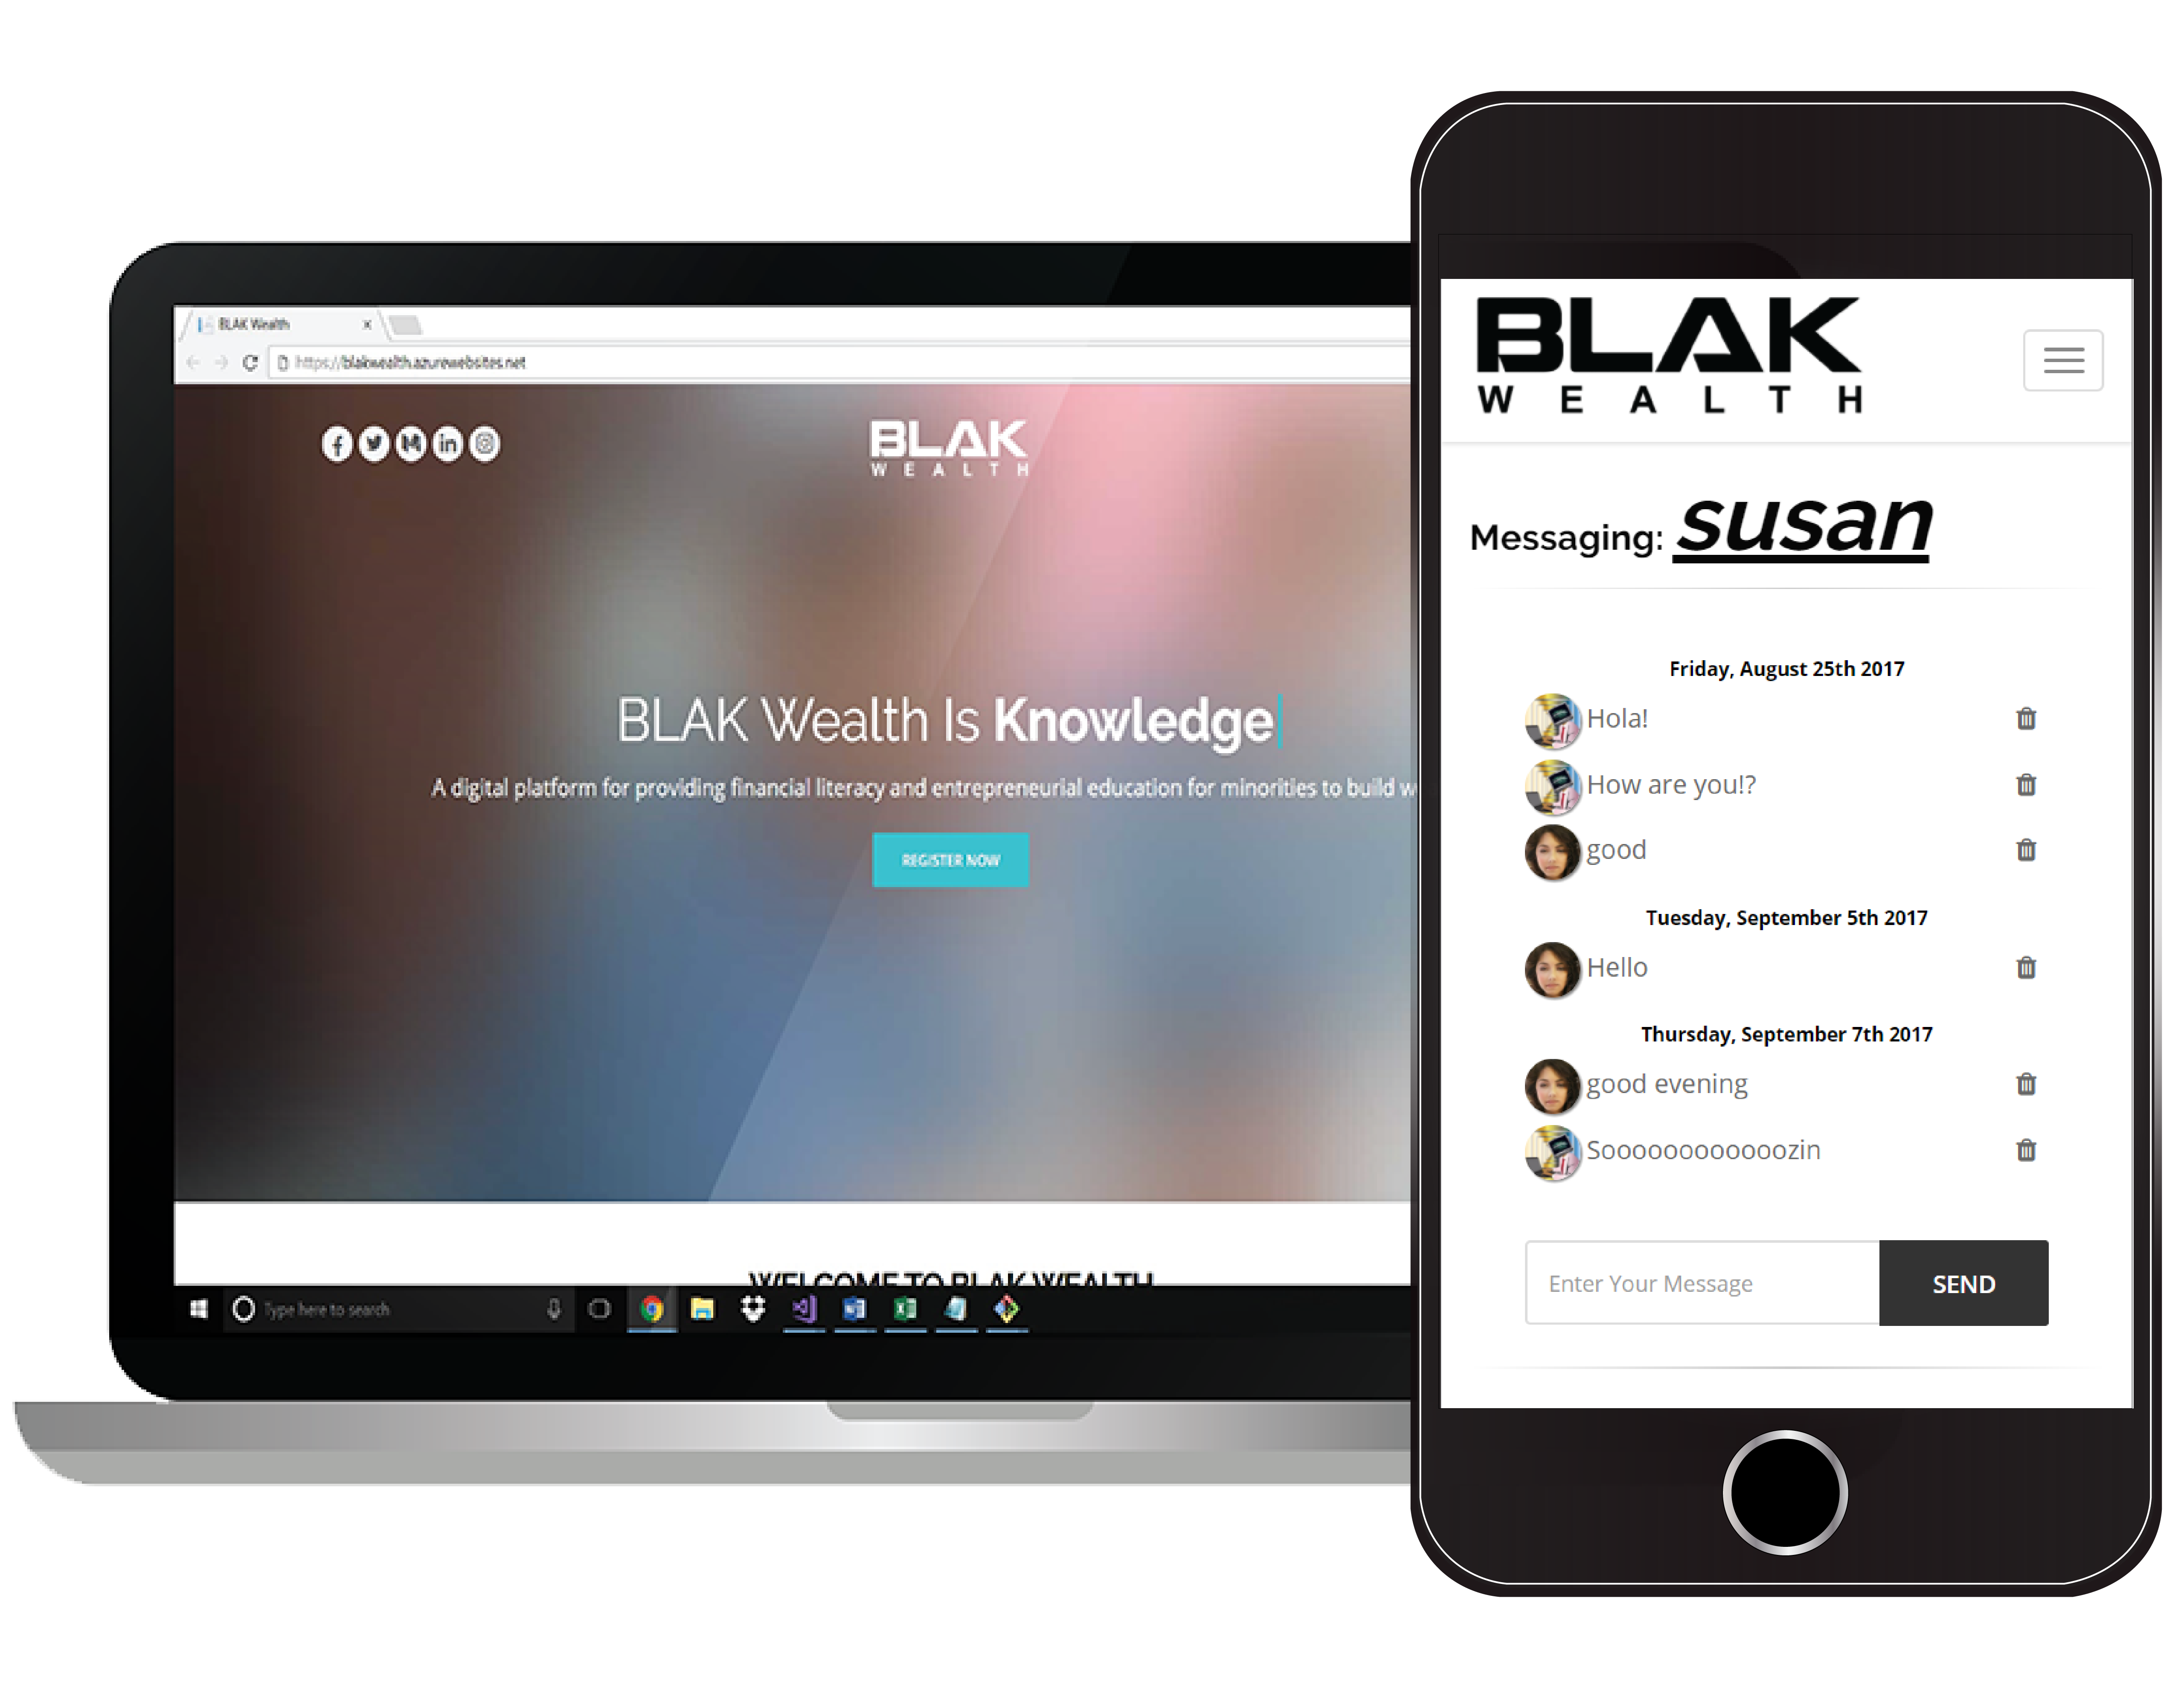 BLAK Wealth
https://blakwealth.azurewebsites.net
BLAK
WEALTH
BLAK Wealth Is Knowledge
A digital platform for providing financial literacy and entrepreneurial education for minorities to build
REGISTER NOW
WELCOME TO BLAK WEALTH
Type here to search
BLAK
WEALTH
Messaging: susan
Friday, August 25th 2017
Hola!
How are you!?
good
Tuesday, September 5th 2017
Hello
Thursday, September 7th 2017
good evening
Sooooooooooozin
Enter Your Message
SEND